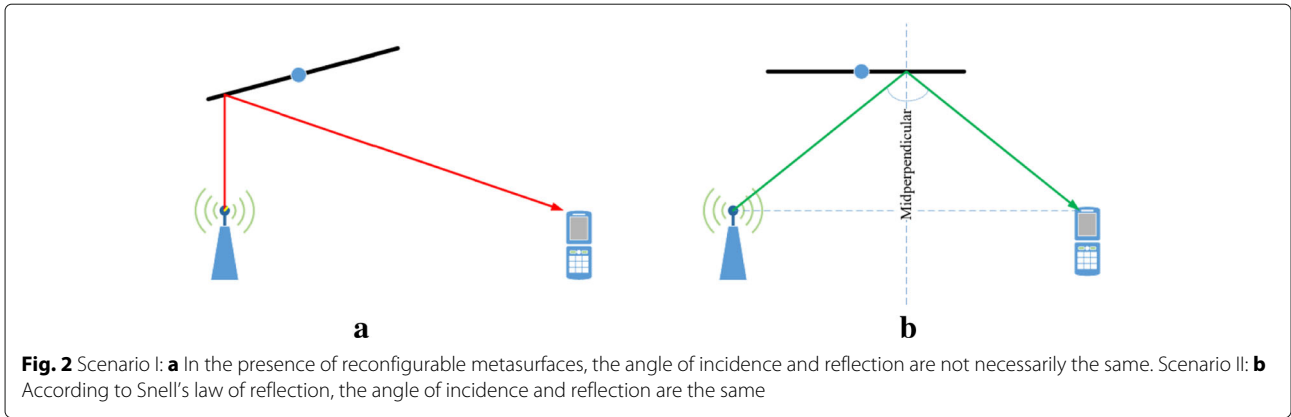 Midperpendicular
a
b
Fig. 2 Scenario I: a In the presence of reconfigurable metasurfaces, the angle of incidence and reflection are not necessarily the same. Scenario II: b
According to Snell's law of reflection, the angle of incidence and reflection are the same